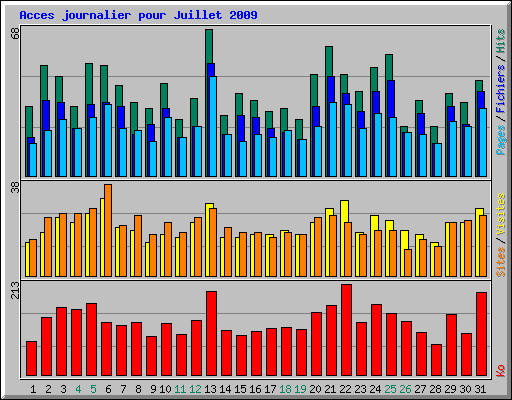 Acces journalier pour Juillet 2009
68
Pages / Fichiers / Hits
38
Sites / Visites
213
Ko
1 2 3 4 5 6 7 8 9 10 11 12 13 14 15 16 17 18 19 20 21 22 23 24 25 26 27 28 29 30 31